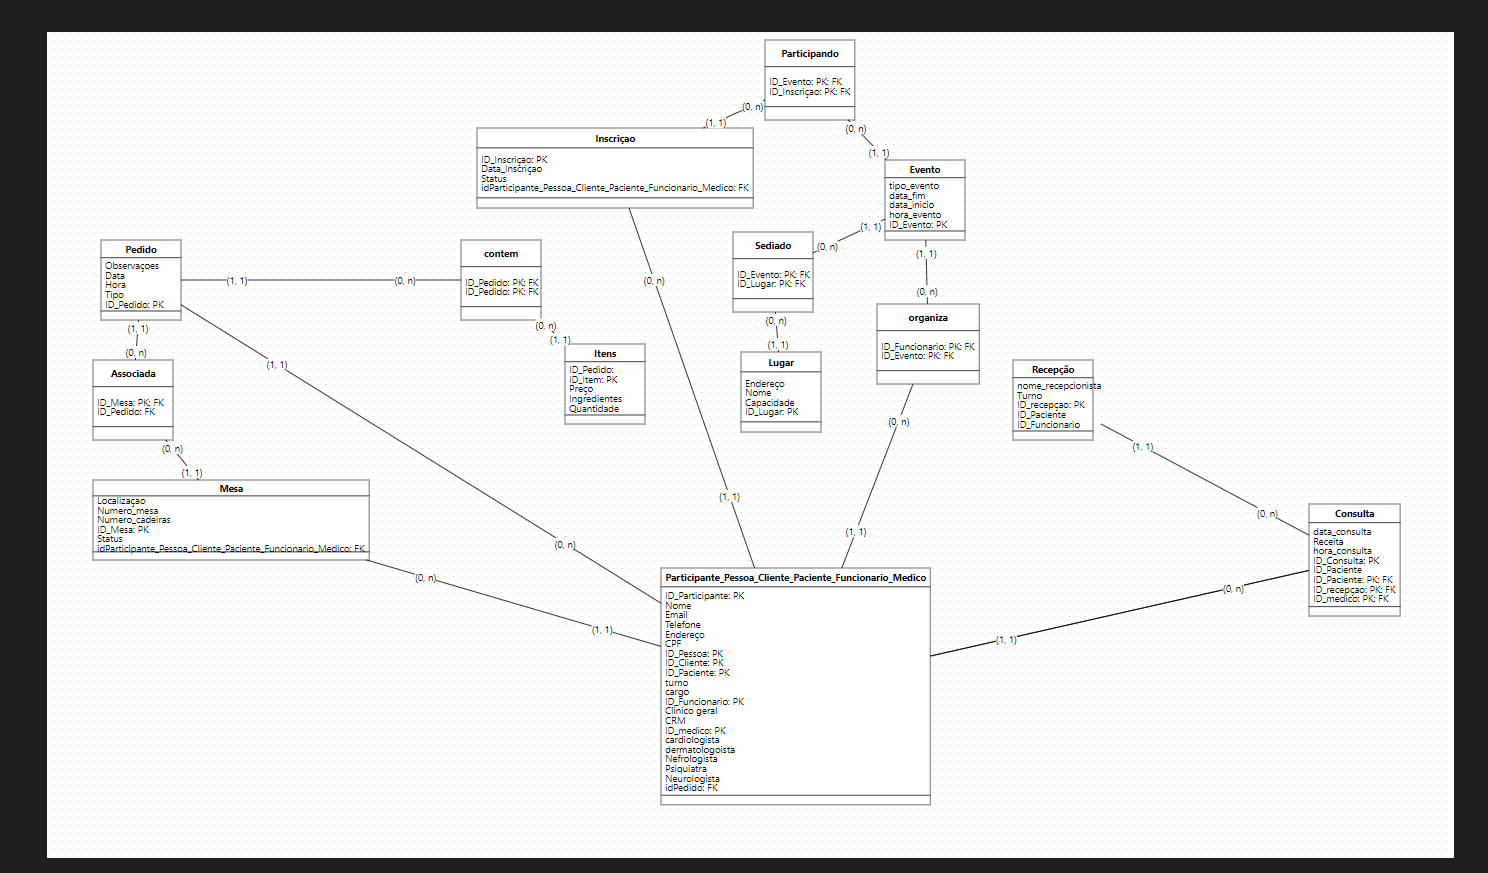 Participando
ID_Evento: PK: FK
ID_Inscriçao: PK: FK
(0, n)
(1, 1)
(0, n)
(1, 1)
Inscriçao
ID_Inscriçao: PK
Data_inscriçao
Status
idParticipante_Pessoa_Cliente_Paciente_Funcionario_Medico: FK
Evento
tipo_evento
data_fim
data_inicio
hora_evento
ID_Evento: PK
(1, 1)
(0, n)
Sediado
ID_Evento: PK: FK
ID_Lugar: PK: FK
(1, 1)
(0, n)
Pedido
Observaçoes
Data
Hora
Tipo
ID_Pedido: PK
(1, 1)
(0, n)
contem
ID_Pedido: PK: FK
ID_Pedido: PK: FK
(0, n)
(0, n)
(1, 1)
(0, n)
(1, 1)
organiza
ID_Funcionario: PK: FK
ID_Evento: PK: FK
(1, 1)
(0, n)
Itens
ID_Pedido:
ID_Item: PK
Preço
Ingredientes
Quantidade
Lugar
Endereço
Nome
Capacidade
ID_Lugar: PK
(1, 1)
Associada
ID_Mesa: PK: FK
ID_Pedido: FK
Recepção
nome_recepcionista
Turno
ID_recepçao: PK
ID_Paciente
ID_Funcionario
(0, n)
(1, 1)
(0, n)
(1, 1)
(1, 1)
(0, n)
Mesa
Localizaçao
Numero_mesa
Numero_cadeiras
ID_Mesa: PK
Status
idParticipante_Pessoa_Cliente_Paciente_Funcionario_Medico: FK
Consulta
data_consulta
Receita
hora_consulta
ID_Consulta: PK
ID_Paciente
ID_Paciente: PK: FK
ID_recepçao: PK: FK
ID_medico: PK: FK
(1, 1)
(0, n)
(0, n)
(1, 1)
(0, n)
(1, 1)
Participante_Pessoa_Cliente_Paciente_Funcionario_Medico
ID_Participante: PK
Nome
Email
Telefone
Endereço
CPF
ID_Pessoa: PK
ID_Cliente: PK
ID_Paciente: PK
turno
cargo
ID_Funcionario: PK
Clinico geral
CRM
ID_medico: PK
cardiologista
dermatologoista
Nefrologista
Psiquiatra
Neurologista
idPedido: FK